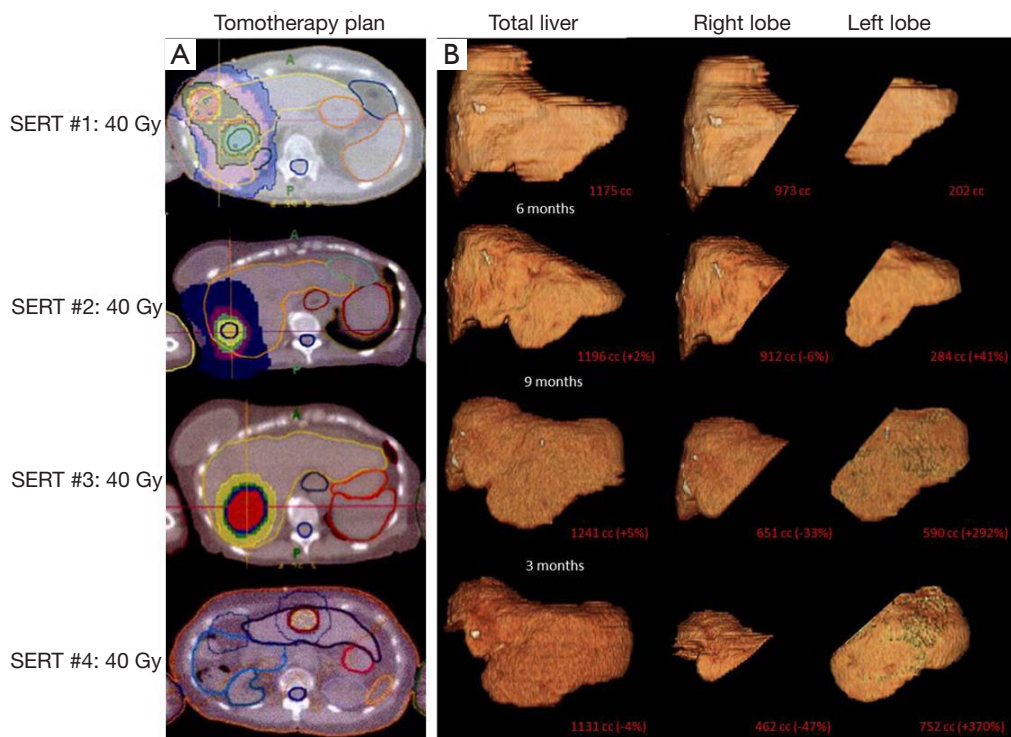 Tomotherapy plan
Total liver
Right lobe
Left lobe
A
B
SERT #1: 40 Gy
A
P
1175 cc
973 cc
202 cc
6 months
SERT #2: 40 Gy
P
1196 cc (+2%)
912 cc (-6%)
284 cc (+41%)
9 months
SERT #3: 40 Gy
A
P
1241 cc (+5%)
651 cc (-33%)
590 cc (+292%)
3 months
SERT #4: 40 Gy
1131 cc (-4%)
462 cc (-47%)
752 cc (+370%)